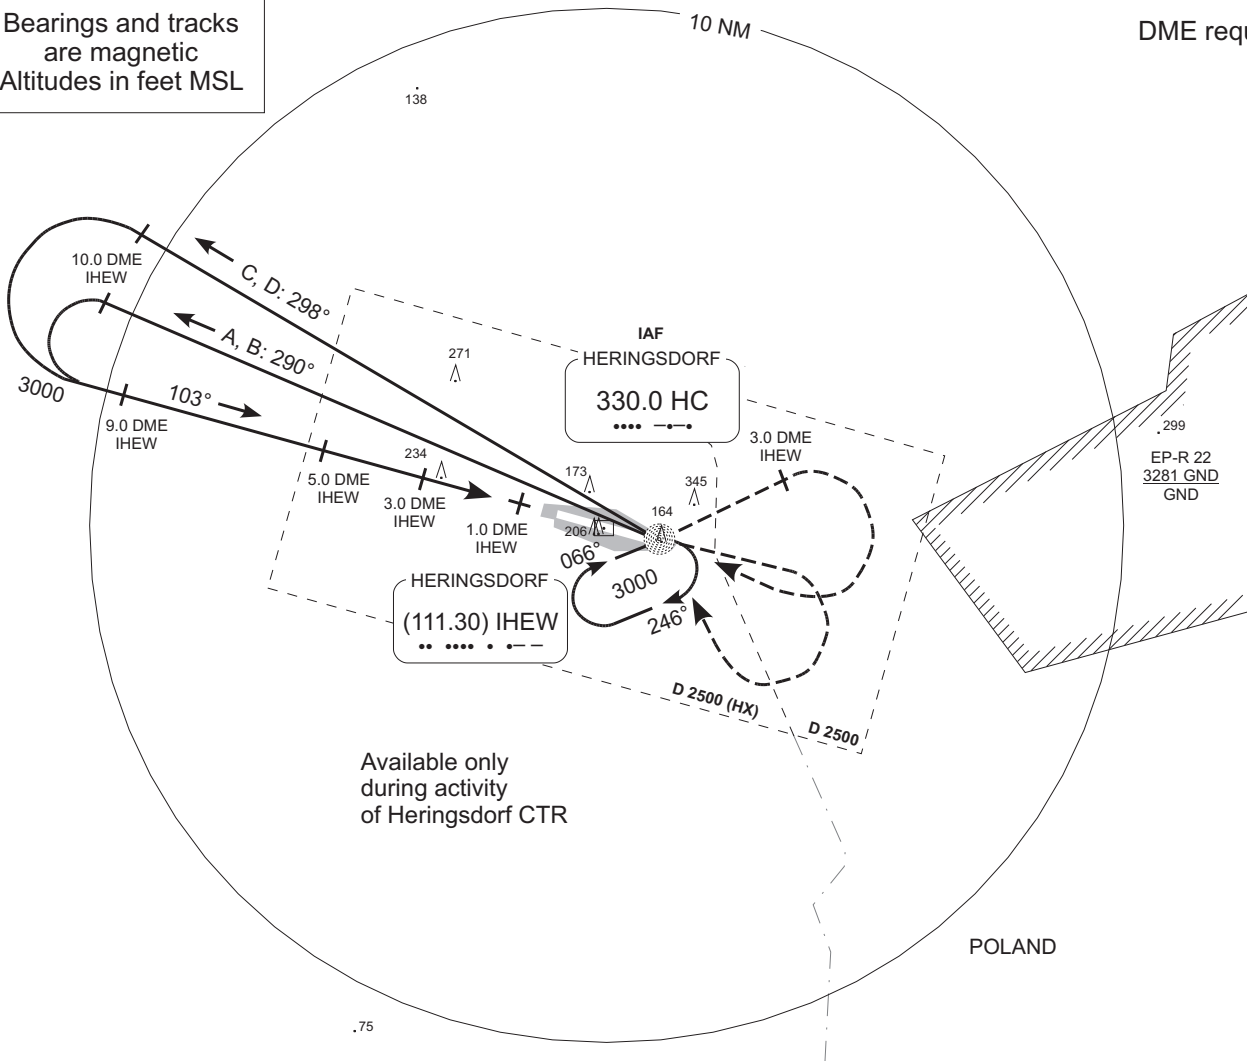 Bearings and tracks
are magnetic
Altitudes in feet MSL
10 NM
138
10.0 DME
IHEW
C, D: 298°
A, B: 290°
3000
103°
9.0 DME
IHEW
271
IAF
HERINGSDORF
330.0 HC
3.0 DME
IHEW
.299
EP-R 22
3281 GND
GND
234
5.0 DME
IHEW
3.0 DME
IHEW
1.0 DME
IHEW
173
345
164
206
066°
3000
246°
HERINGSDORF
(111.30) IHEW
D 2500 (HX)
D 2500
Available only
during activity
of Heringsdorf CTR
POLAND
.75
DME requ